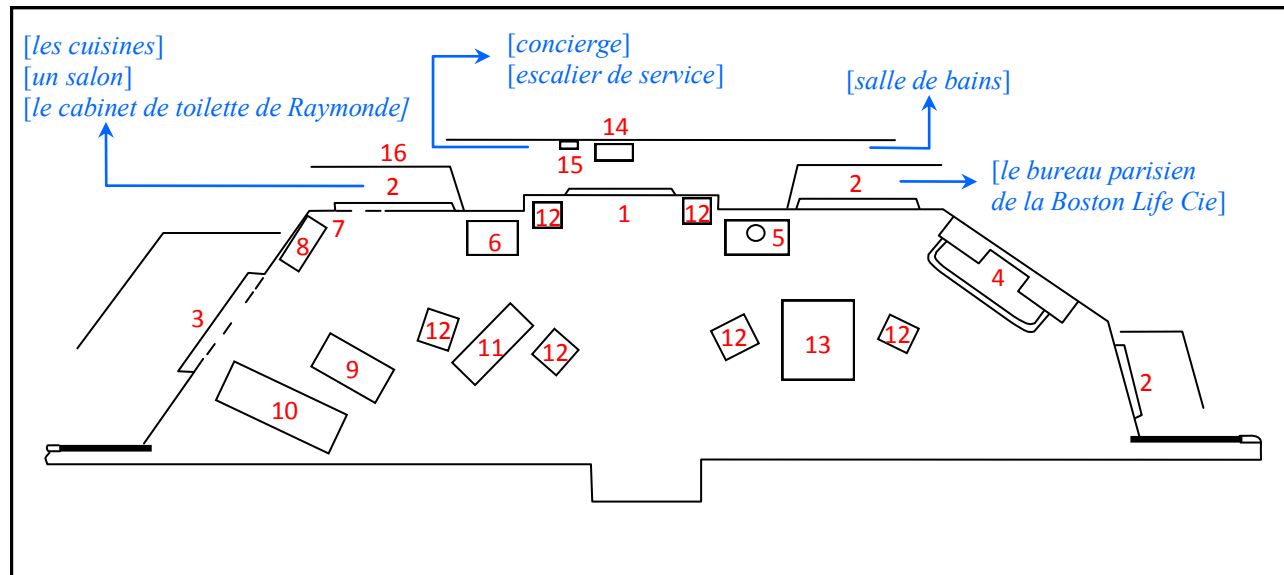 [les cuisines]
[un salon]
[le cabinet de toilette de Raymonde]
[concierge]
[escalier de service]
[salle de bains]
[le bureau parisien
de la Boston Life Cie]
14
15
16
2
2
12
1
12
7
8
6
5
4
3
12
11
12
12
13
12
2
9
10